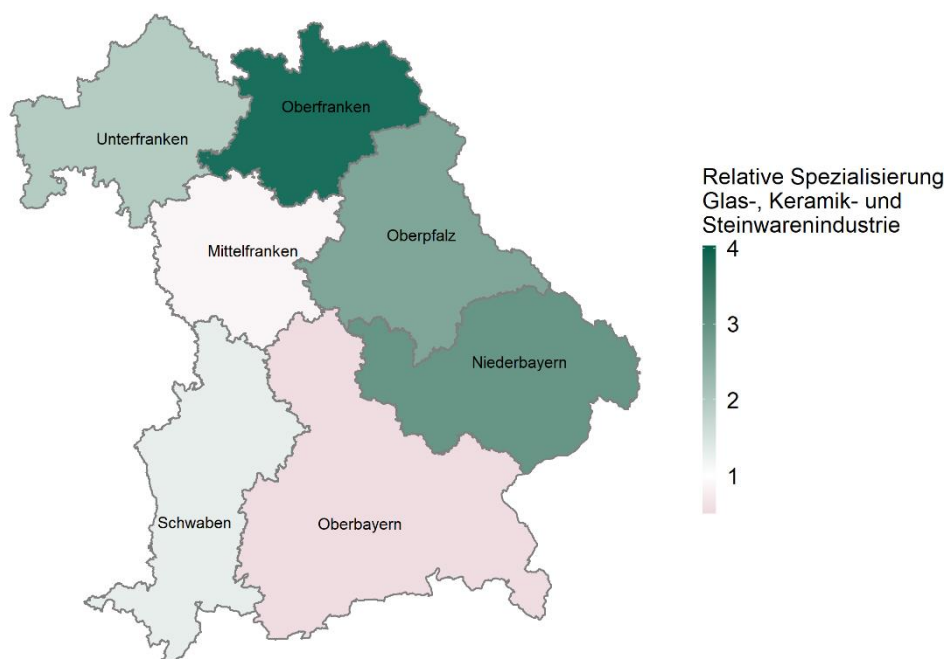 Oberfranken
Unterfranken
Oberpfalz
Mittelfranken
Niederbayern
Schwaben
Oberbayern
Relative Spezialisierung
Glas-, Keramik- und
Steinwarenindustrie
4
3
2
1